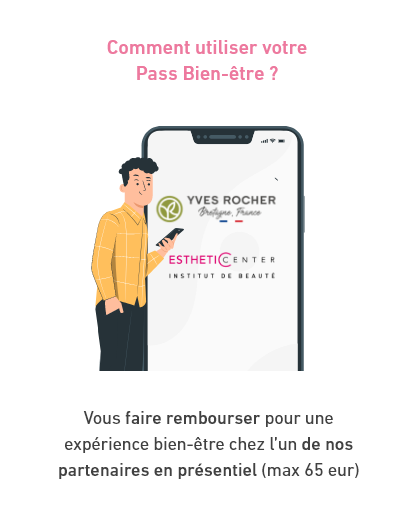 Comment utiliser votre
Pass Bien-être ?
YVES ROCHER
Bretagne, France
ESTHETIC CENTER
INSTITUT DE BEAUTÉ
Vous faire rembourser pour une
expérience bien-être chez l'un de nos
partenaires en présentiel (max 65 eur)